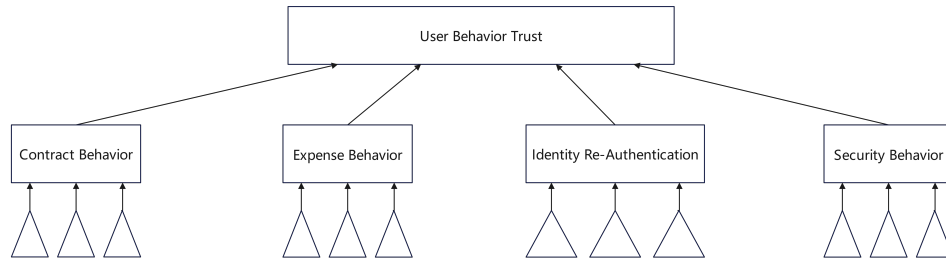 User Behavior Trust
Contract Behavior
Expense Behavior
Identity Re-Authentication
Security Behavior